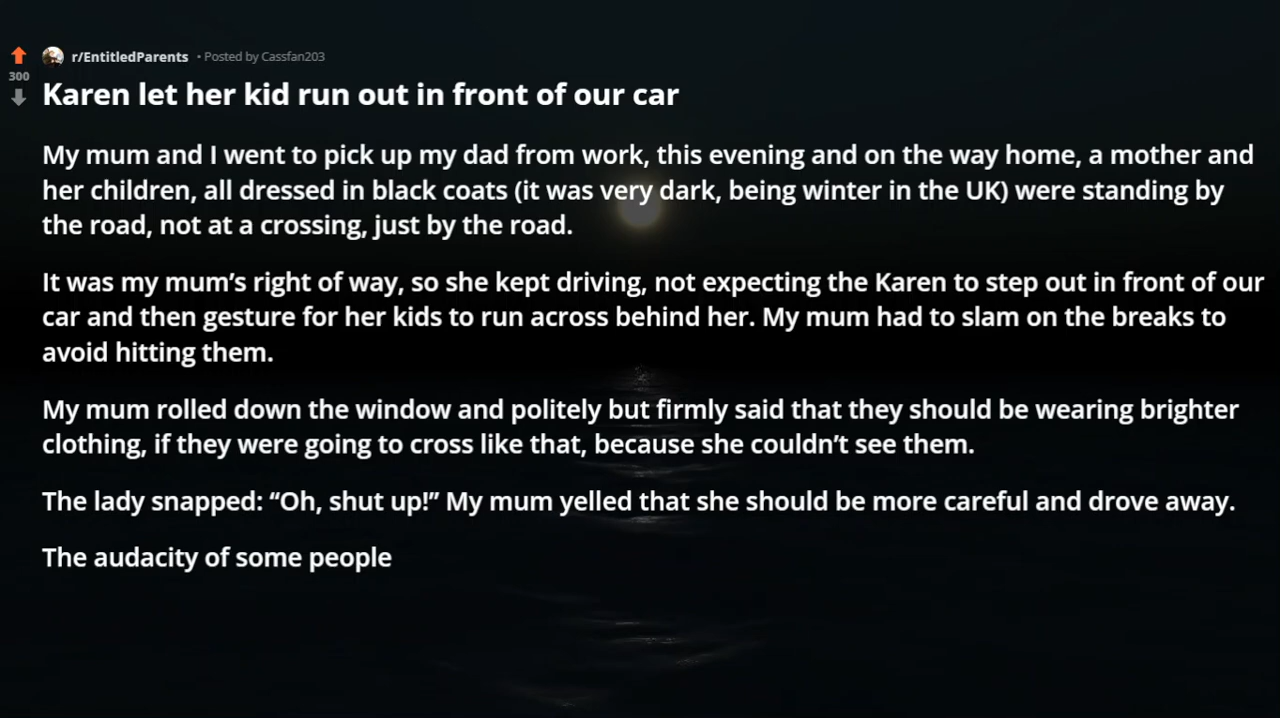 r/EntitledParents • Posted by Cassfan203
300
Karen let her kid run out in front of our car
My mum and I went to pick up my dad from work, this evening and on the way home, a mother and
her children, all dressed in black coats (it was very dark, being winter in the UK) were standing by
the road, not at a crossing, just by the road.
It was my mum’s right of way, so she kept driving, not expecting the Karen to step out in front of our
car and then gesture for her kids to run across behind her. My mum had to slam on the breaks to
avoid hitting them.
My mum rolled down the window and politely but firmly said that they should be wearing brighter
clothing, if they were going to cross like that, because she couldn’t see them.
The lady snapped: “Oh, shut up!” My mum yelled that she should be more careful and drove away.
The audacity of some people